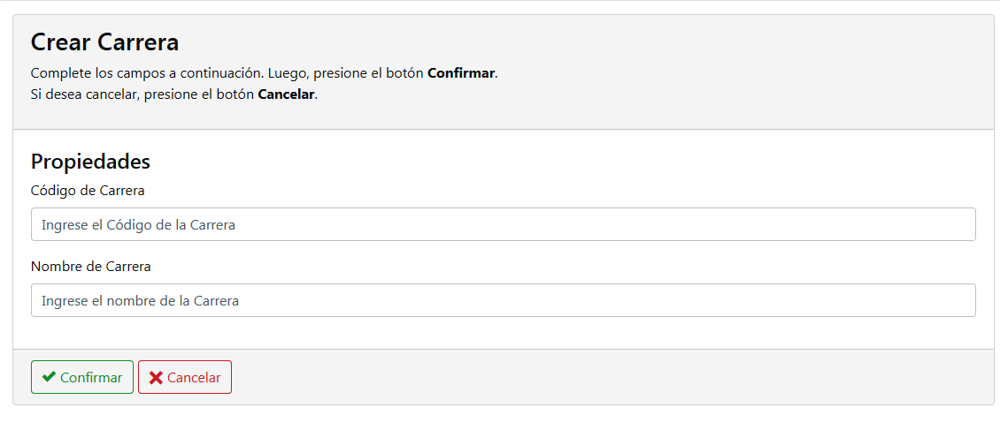 Crear Carrera
Complete los campos a continuación. Luego, presione el botón Confirmar.
Si desea cancelar, presione el botón Cancelar.
Propiedades
Código de Carrera
Ingrese el Código de la Carrera
Nombre de Carrera
Ingrese el nombre de la Carrera
Confirmar Cancelar